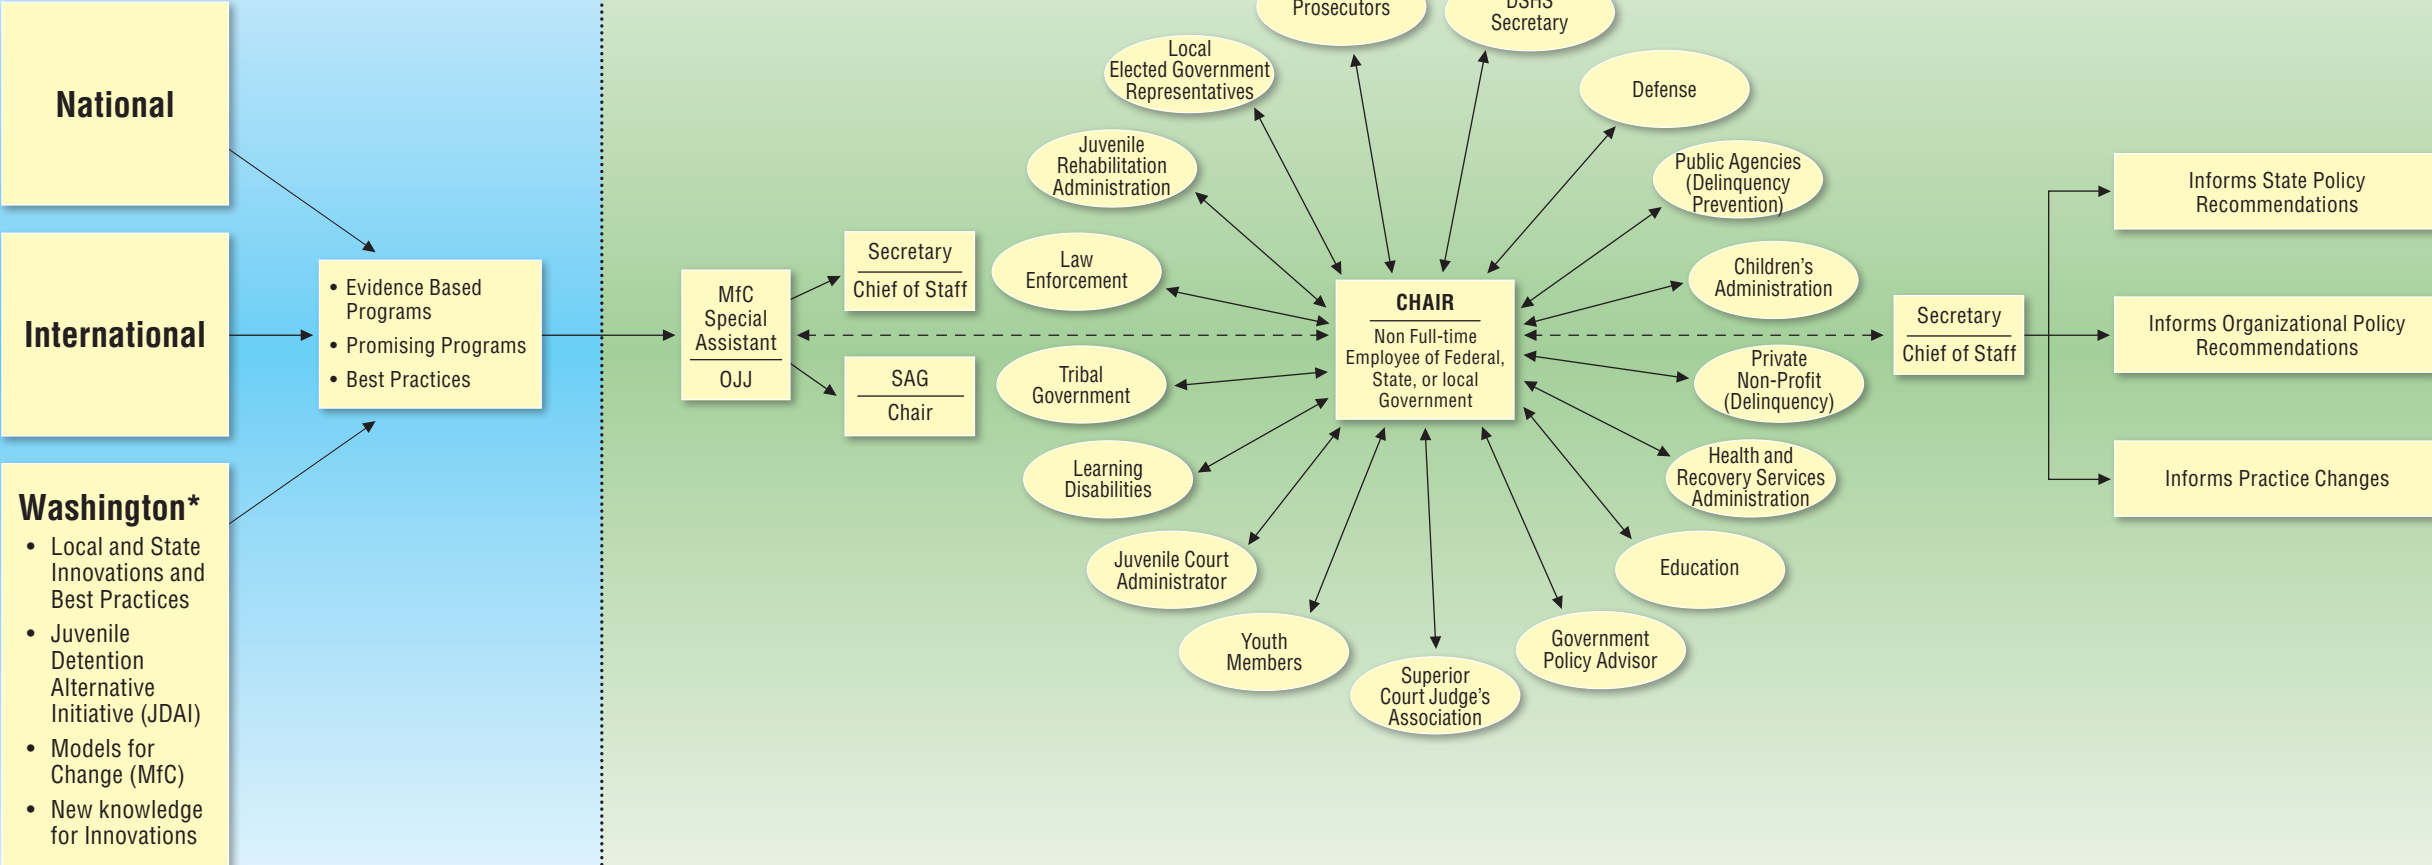 National
International
Washington*
• Local and State
Innovations and
Best Practices
• Juvenile
Detention
Alternative
Initiative (JDAI)
• Models for
Change (MfC)
• New knowledge
for Innovations
• Evidence Based
Programs
• Promising Programs
• Best Practices
MfC
Special
Assistant
OJJ
Secretary
Chief of Staff
SAG
Chair
Prosecutors
DSHS
Secretary
Local
Elected Government
Representatives
Defense
Juvenile
Rehabilitation
Administration
Public Agencies
(Delinquency
Prevention)
Law
Enforcement
Children's
Administration
CHAIR
Non Full-time
Employee of Federal,
State, or local
Government
Tribal
Government
Private
Non-Profit
(Delinquency)
Learning
Disabilities
Health and
Recovery Services
Administration
Juvenile Court
Administrator
Education
Youth
Members
Superior
Court Judge's
Association
Government
Policy Advisor
Secretary
Chief of Staff
Informs State Policy
Recommendations
Informs Organizational Policy
Recommendations
Informs Practice Changes